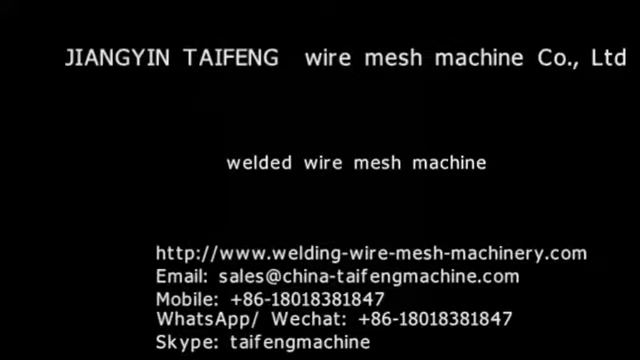 JIANGYIN TAIFENG wire mesh machine Co., Ltd
welded wire mesh machine
http://www.welding-wire-mesh-machinery.com
Email: sales@china-taifengmachine.com
Mobile: +86-18018381847
WhatsApp/ Wechat: +86-18018381847
Skype: taifengmachine